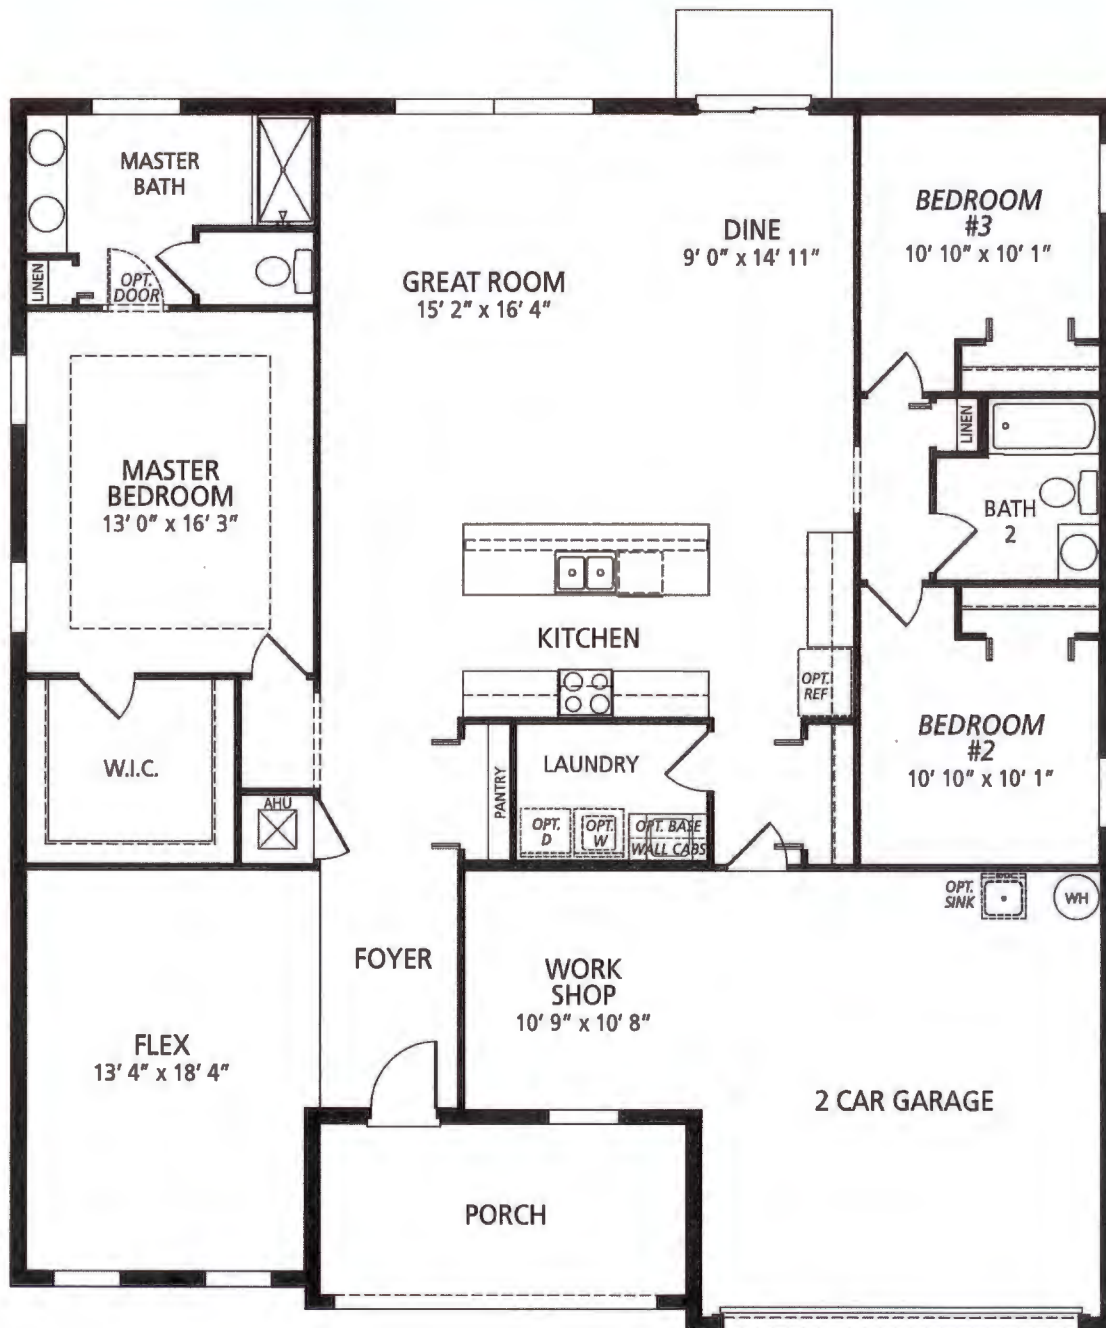 MASTER
BATH
LINEN
OPT.
DOOR
GREAT ROOM
15' 2" x 16' 4"
DINE
9' 0" x 14' 11"
BEDROOM
#3
10' 10" x 10' 1"
MASTER
BEDROOM
13' 0" x 16' 3"
LINEN
BATH
2
KITCHEN
OPT.
REF
BEDROOM
#2
10' 10" x 10' 1"
W.I.C.
AHU
PANTRY
LAUNDRY
OPT.
D
OPT.
W
OPT. BASE
WALL CABS
OPT.
SINK
WH
FOYER
WORK
SHOP
10' 9" x 10' 8"
FLEX
13' 4" x 18' 4"
2 CAR GARAGE
PORCH